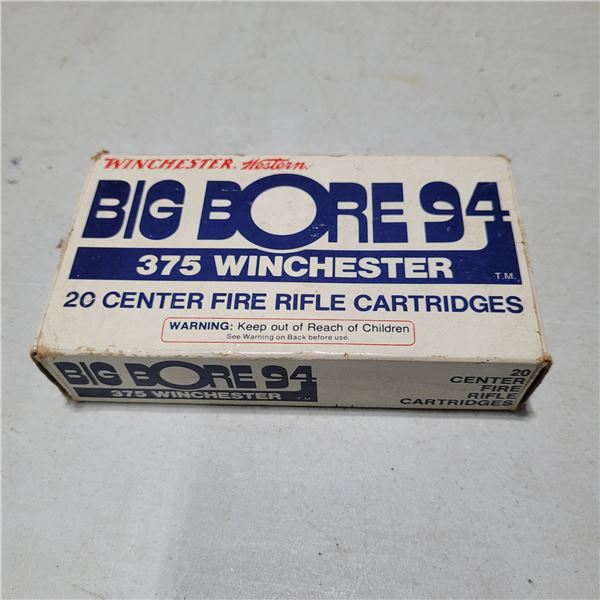 WINCHESTER. Western.
BIG BORE 94
375 WINCHESTER
T.M.
20 CENTER FIRE RIFLE CARTRIDGES
WARNING: Keep out of Reach of Children
See Warning on Back before use.
BIG BORE 94
375 WINCHESTER
T.M.
20
CENTER
FIRE
RIFLE
CARTRIDGES